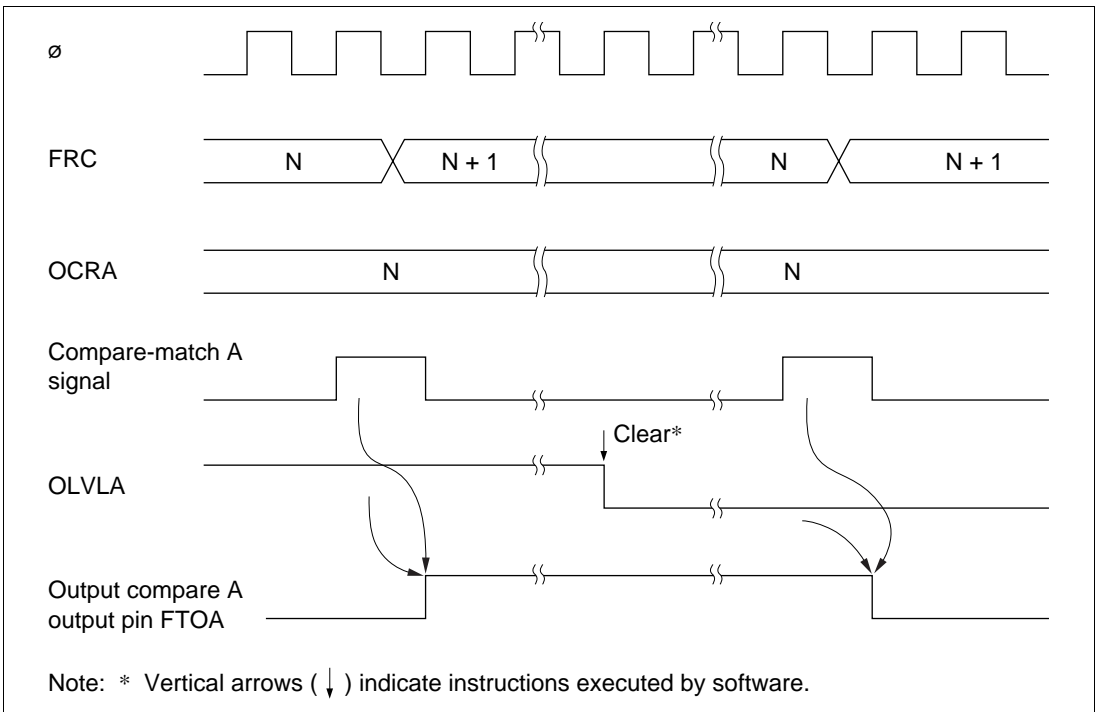 ø
FRC N N + 1 N N + 1
OCRA N N
Compare-match A
signal
Clear*
OLVLA
Output compare A
output pin FTOA
Note: * Vertical arrows ( ↓ ) indicate instructions executed by software.